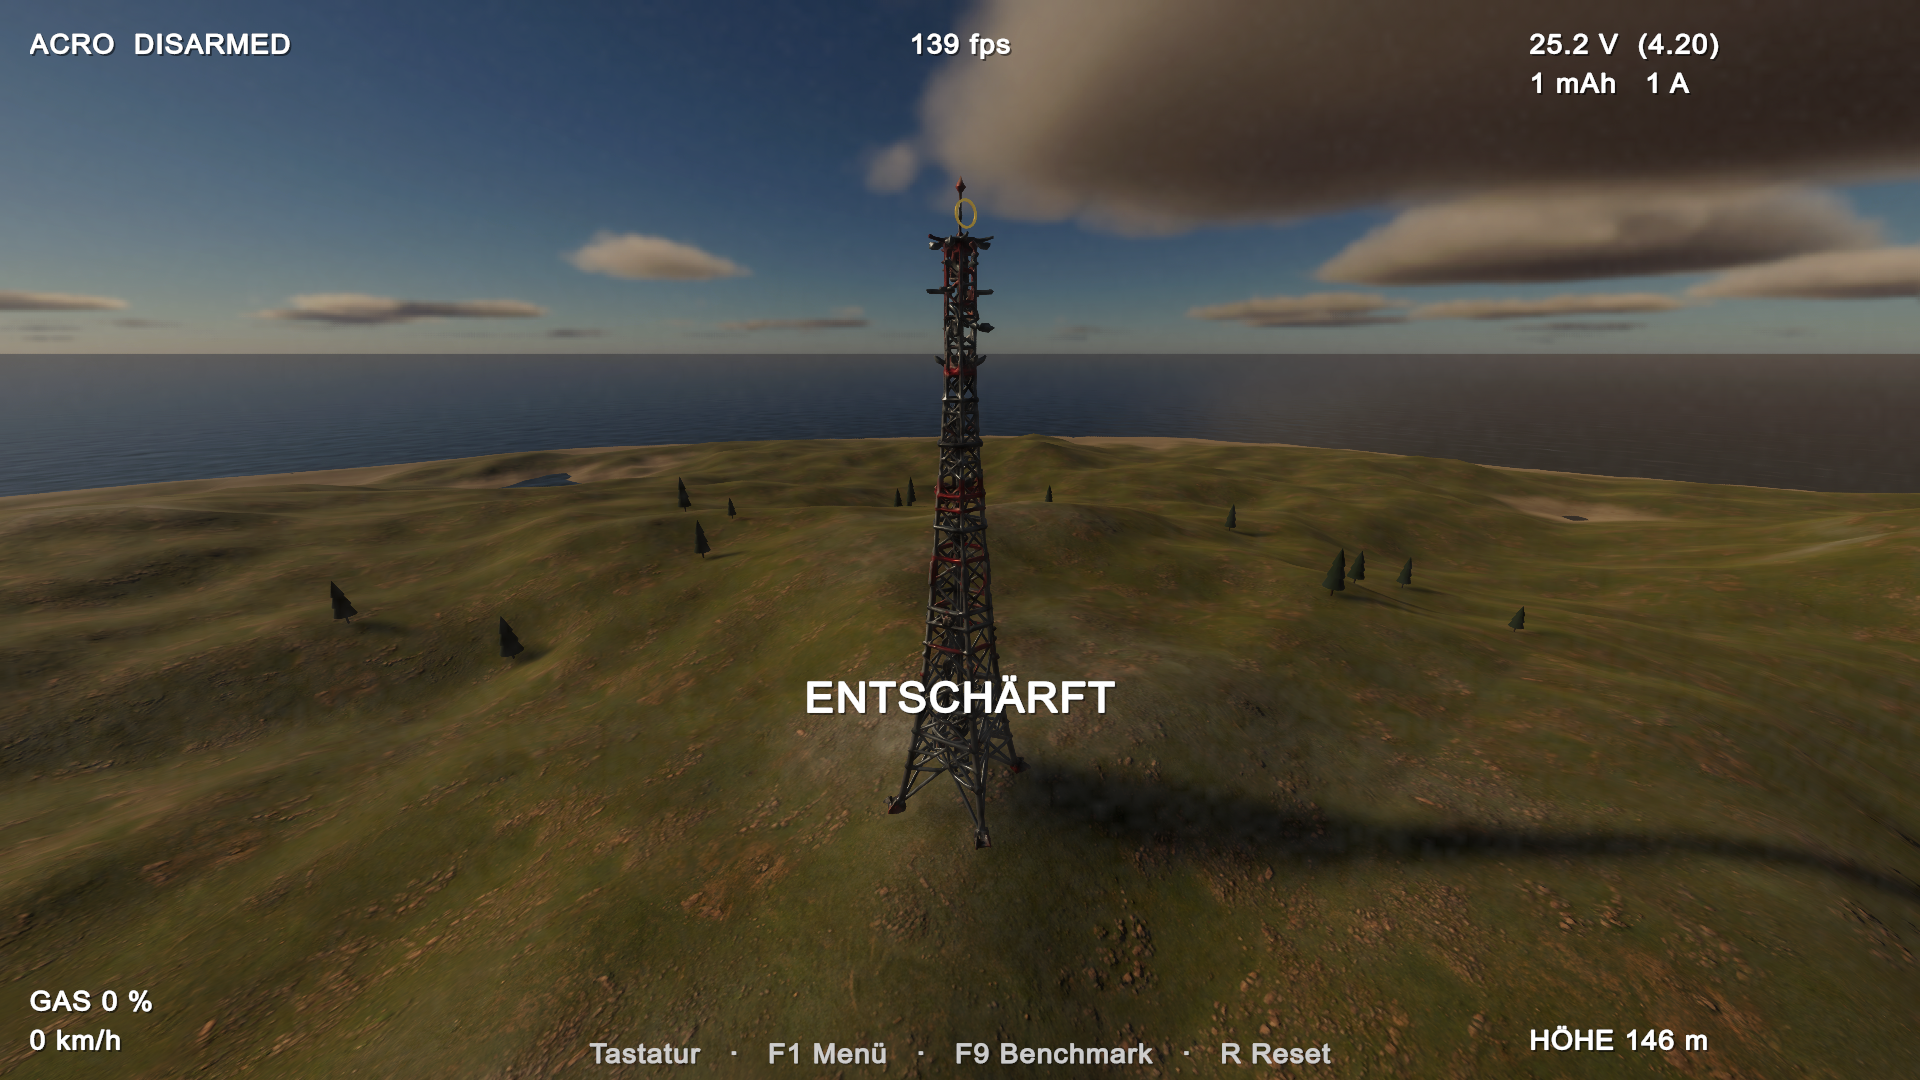 ACRO  DISARMED
139 fps
25.2 V  (4.20)
1 mAh   1 A
ENTSCHÄRFT
GAS 0 %
0 km/h
Tastatur  ·  F1 Menü  ·  F9 Benchmark  ·  R Reset
HÖHE 146 m